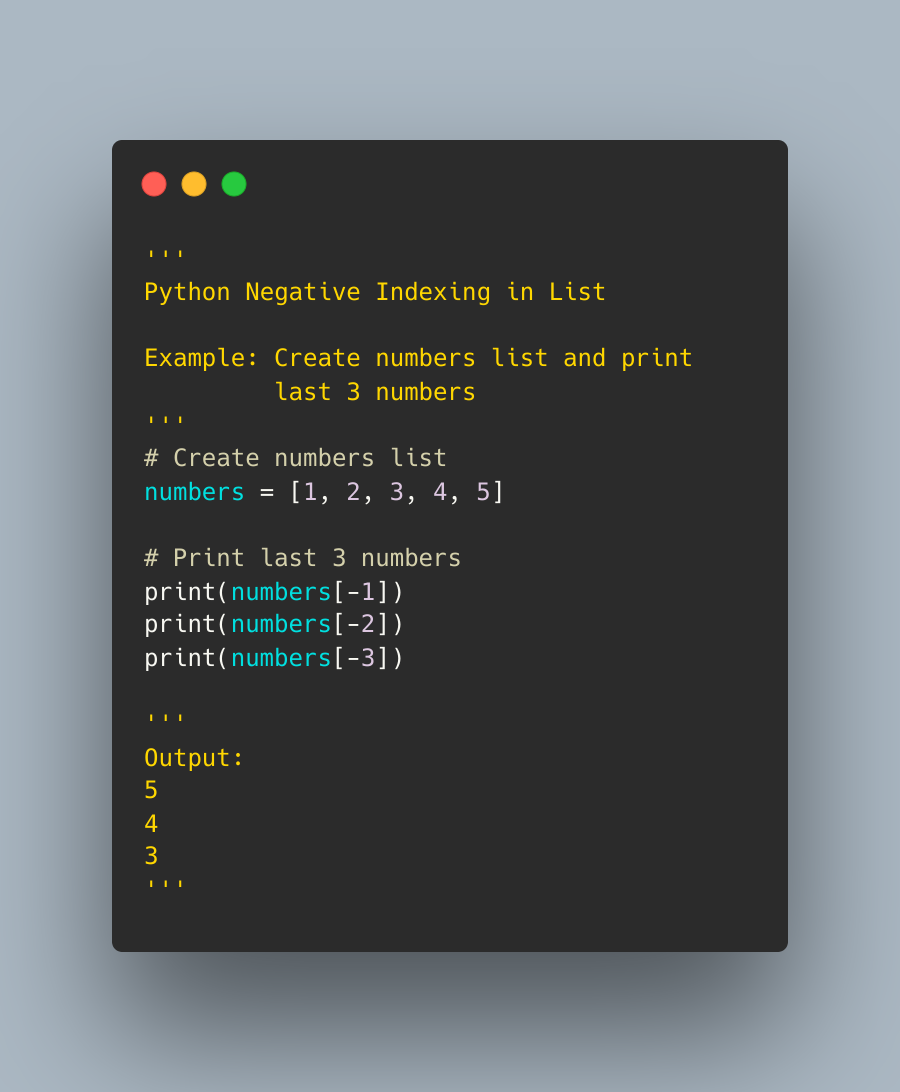 '''
Python Negative Indexing in List

Example: Create numbers list and print
         last 3 numbers
'''
# Create numbers list
numbers = [1, 2, 3, 4, 5]

# Print last 3 numbers
print(numbers[-1])
print(numbers[-2])
print(numbers[-3])

'''
Output:
5
4
3
'''